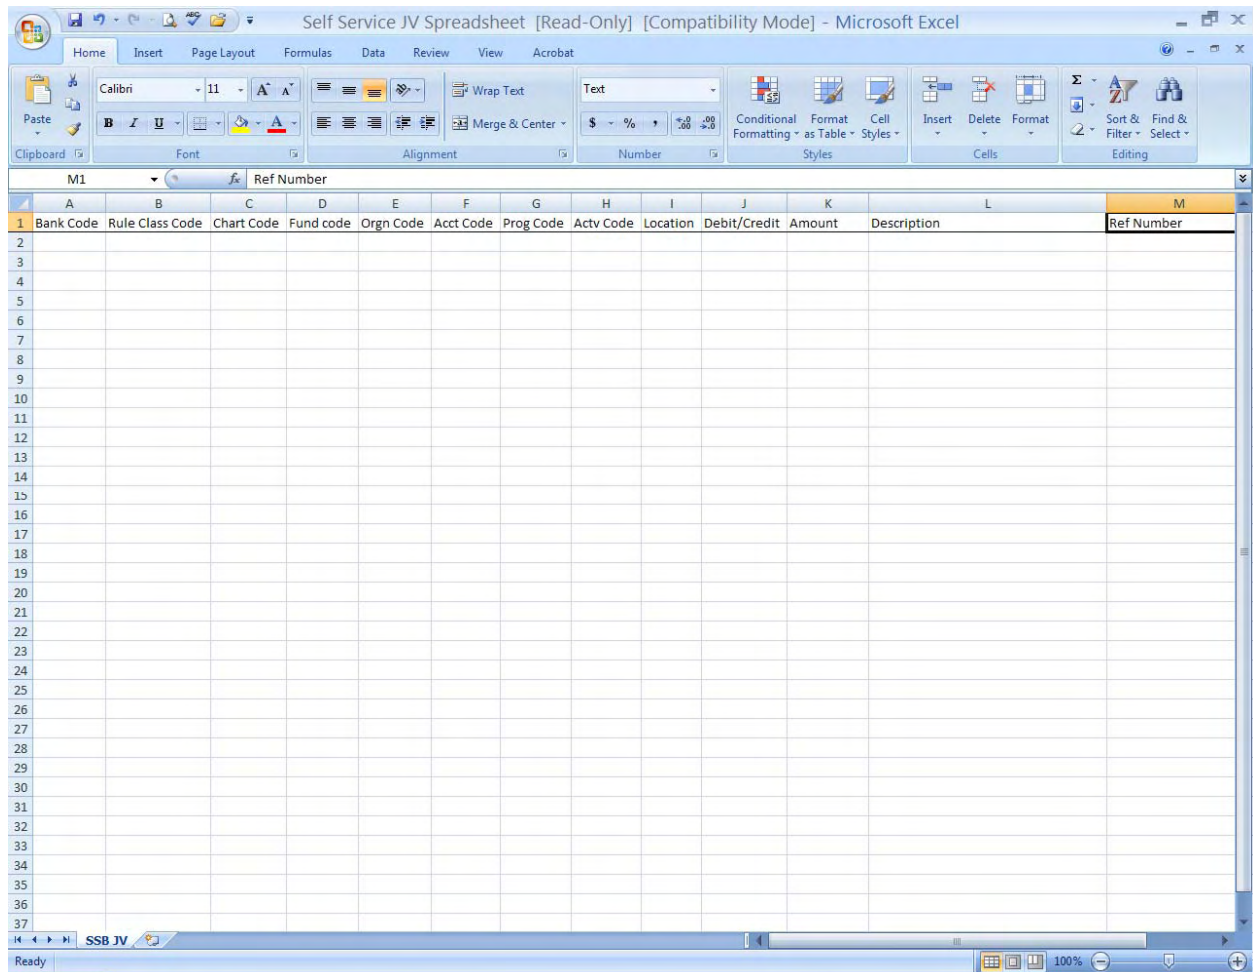 Self Service JV Spreadsheet [Read-Only] [Compatibility Mode] - Microsoft Excel
Home Insert Page Layout Formulas Data Review View Acrobat
Paste
Clipboard
Calibri 11
B I U
Font
Wrap Text
Merge & Center
Alignment
Text
$ % ,
Number
Conditional Formatting
Format as Table
Cell Styles
Styles
Insert Delete Format
Cells
Σ
Sort & Filter
Find & Select
Editing
M1 fx Ref Number
A B C D E F G H I J K L M
1 Bank Code Rule Class Code Chart Code Fund code Orgn Code Acct Code Prog Code Actv Code Location Debit/Credit Amount Description Ref Number
2
3
4
5
6
7
8
9
10
11
12
13
14
15
16
17
18
19
20
21
22
23
24
25
26
27
28
29
30
31
32
33
34
35
36
37
SSB JV
Ready 100%